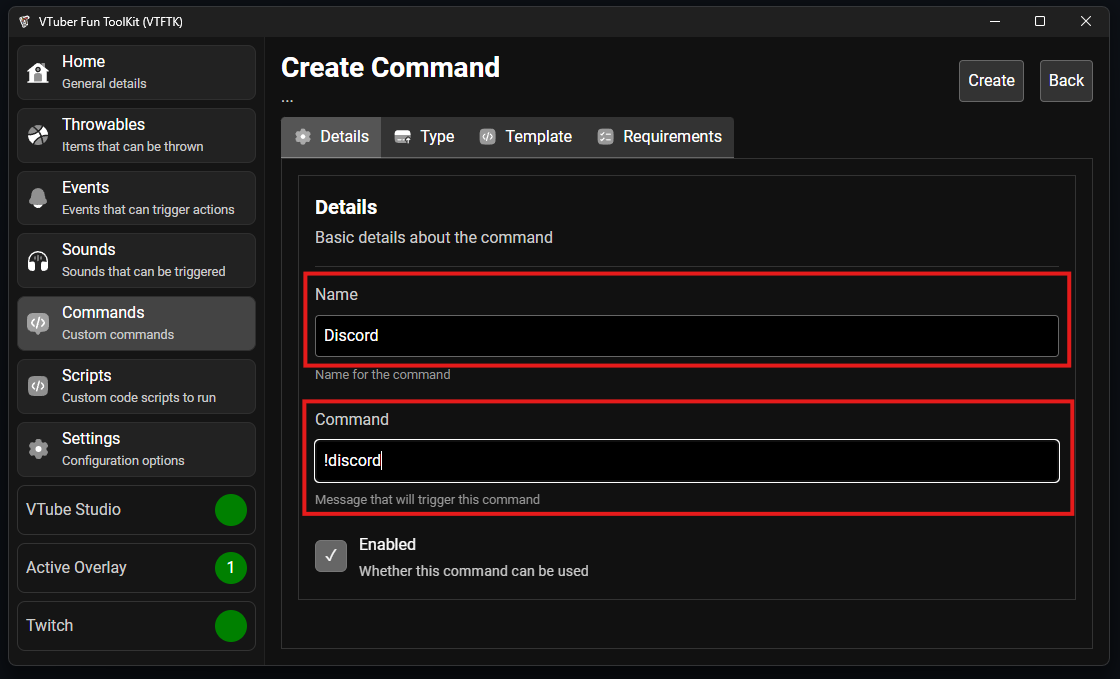 VTuber Fun ToolKit (VTFTK)
Home
General details
Throwables
Items that can be thrown
Events
Events that can trigger actions
Sounds
Sounds that can be triggered
Commands
Custom commands
Scripts
Custom code scripts to run
Settings
Configuration options
VTube Studio
Active Overlay 1
Twitch
Create Command
...
Create Back
Details Type Template Requirements
Details
Basic details about the command
Name
Discord
Name for the command
Command
!discord
Message that will trigger this command
Enabled
Whether this command can be used